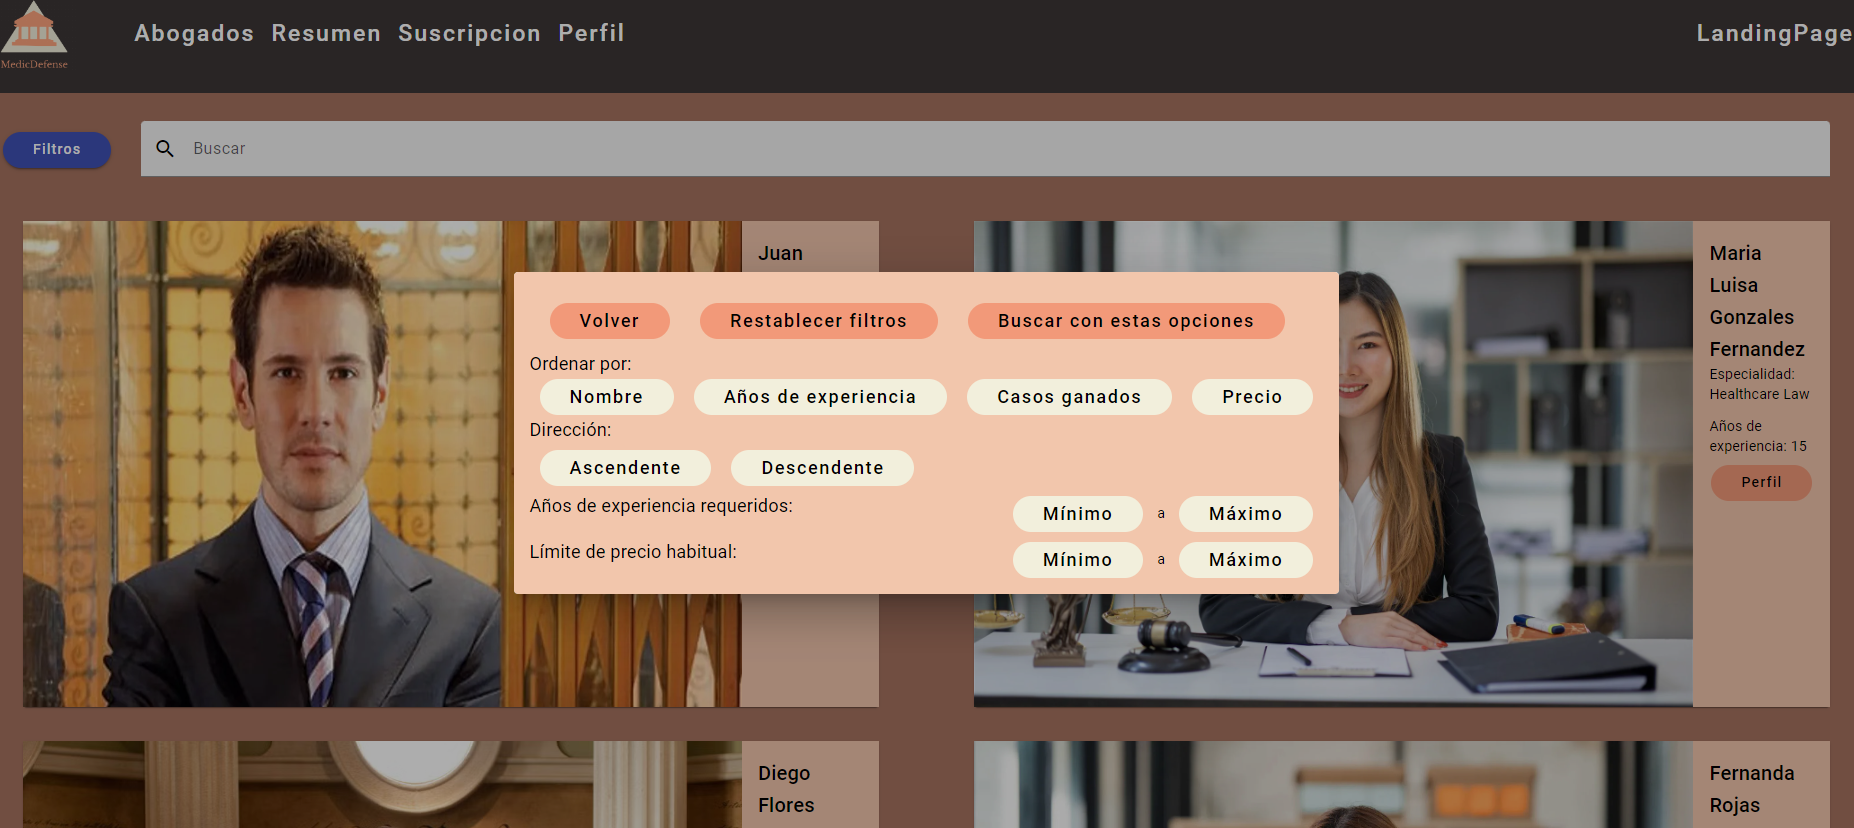 MedicDefense
Abogados Resumen Suscripcion Perfil
LandingPage
Filtros
Buscar
Juan
Volver
Restablecer filtros
Buscar con estas opciones
Ordenar por:
Nombre
Años de experiencia
Casos ganados
Precio
Dirección:
Ascendente
Descendente
Años de experiencia requeridos:
Mínimo a Máximo
Límite de precio habitual:
Mínimo a Máximo
Maria
Luisa
Gonzales
Fernandez
Especialidad:
Healthcare Law
Años de
experiencia: 15
Perfil
Diego
Flores
Fernanda
Rojas